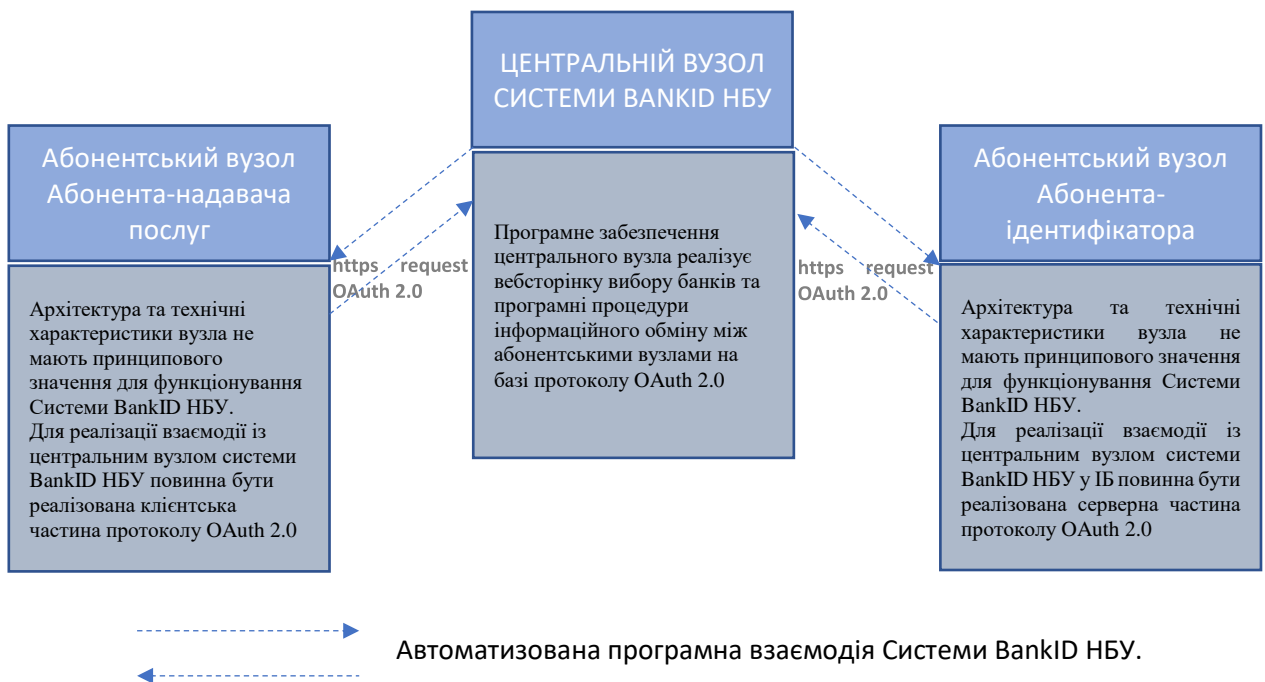 ЦЕНТРАЛЬНІЙ ВУЗОЛ
СИСТЕМИ BANKID НБУ
Абонентський вузол
Абонента-надавача
послуг
Архітектура та технічні
характеристики вузла не
мають принципового
значення для функціонування
Системи BankID НБУ.
Для реалізації взаємодії із
центральним вузлом системи
BankID НБУ повинна бути
реалізована клієнтська
частина протоколу OAuth 2.0
https request
OAuth 2.0
Програмне забезпечення
центрального вузла реалізує
вебсторінку вибору банків та
програмні процедури
інформаційного обміну між
абонентськими вузлами на
базі протоколу OAuth 2.0
https request
OAuth 2.0
Абонентський вузол
Абонента-
ідентифікатора
Архітектура та технічні
характеристики вузла не
мають принципового значення
для функціонування Системи
BankID НБУ.
Для реалізації взаємодії із
центральним вузлом системи
BankID НБУ у ІБ повинна бути
реалізована серверна частина
протоколу OAuth 2.0
Автоматизована програмна взаємодія Системи BankID НБУ.